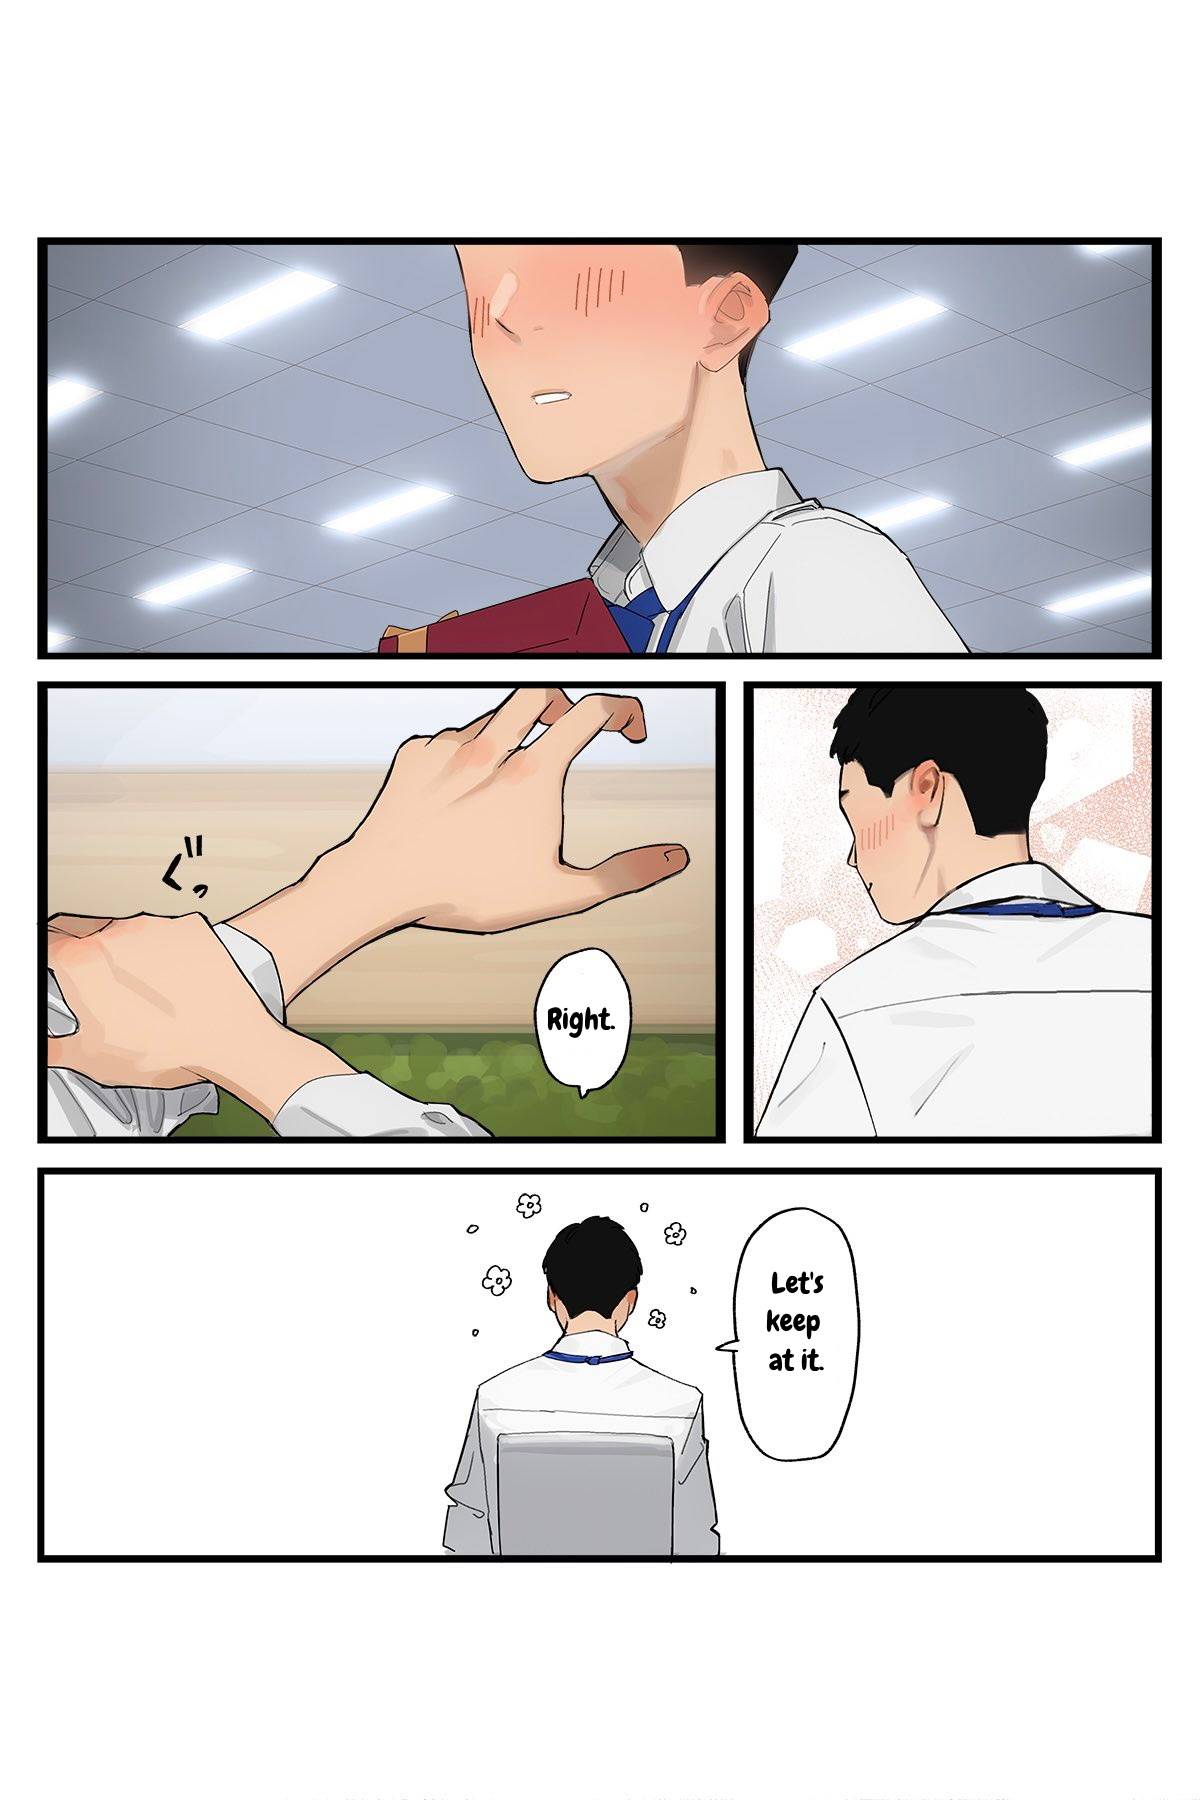 ぐっ
Right.
Let's
keep
at it.